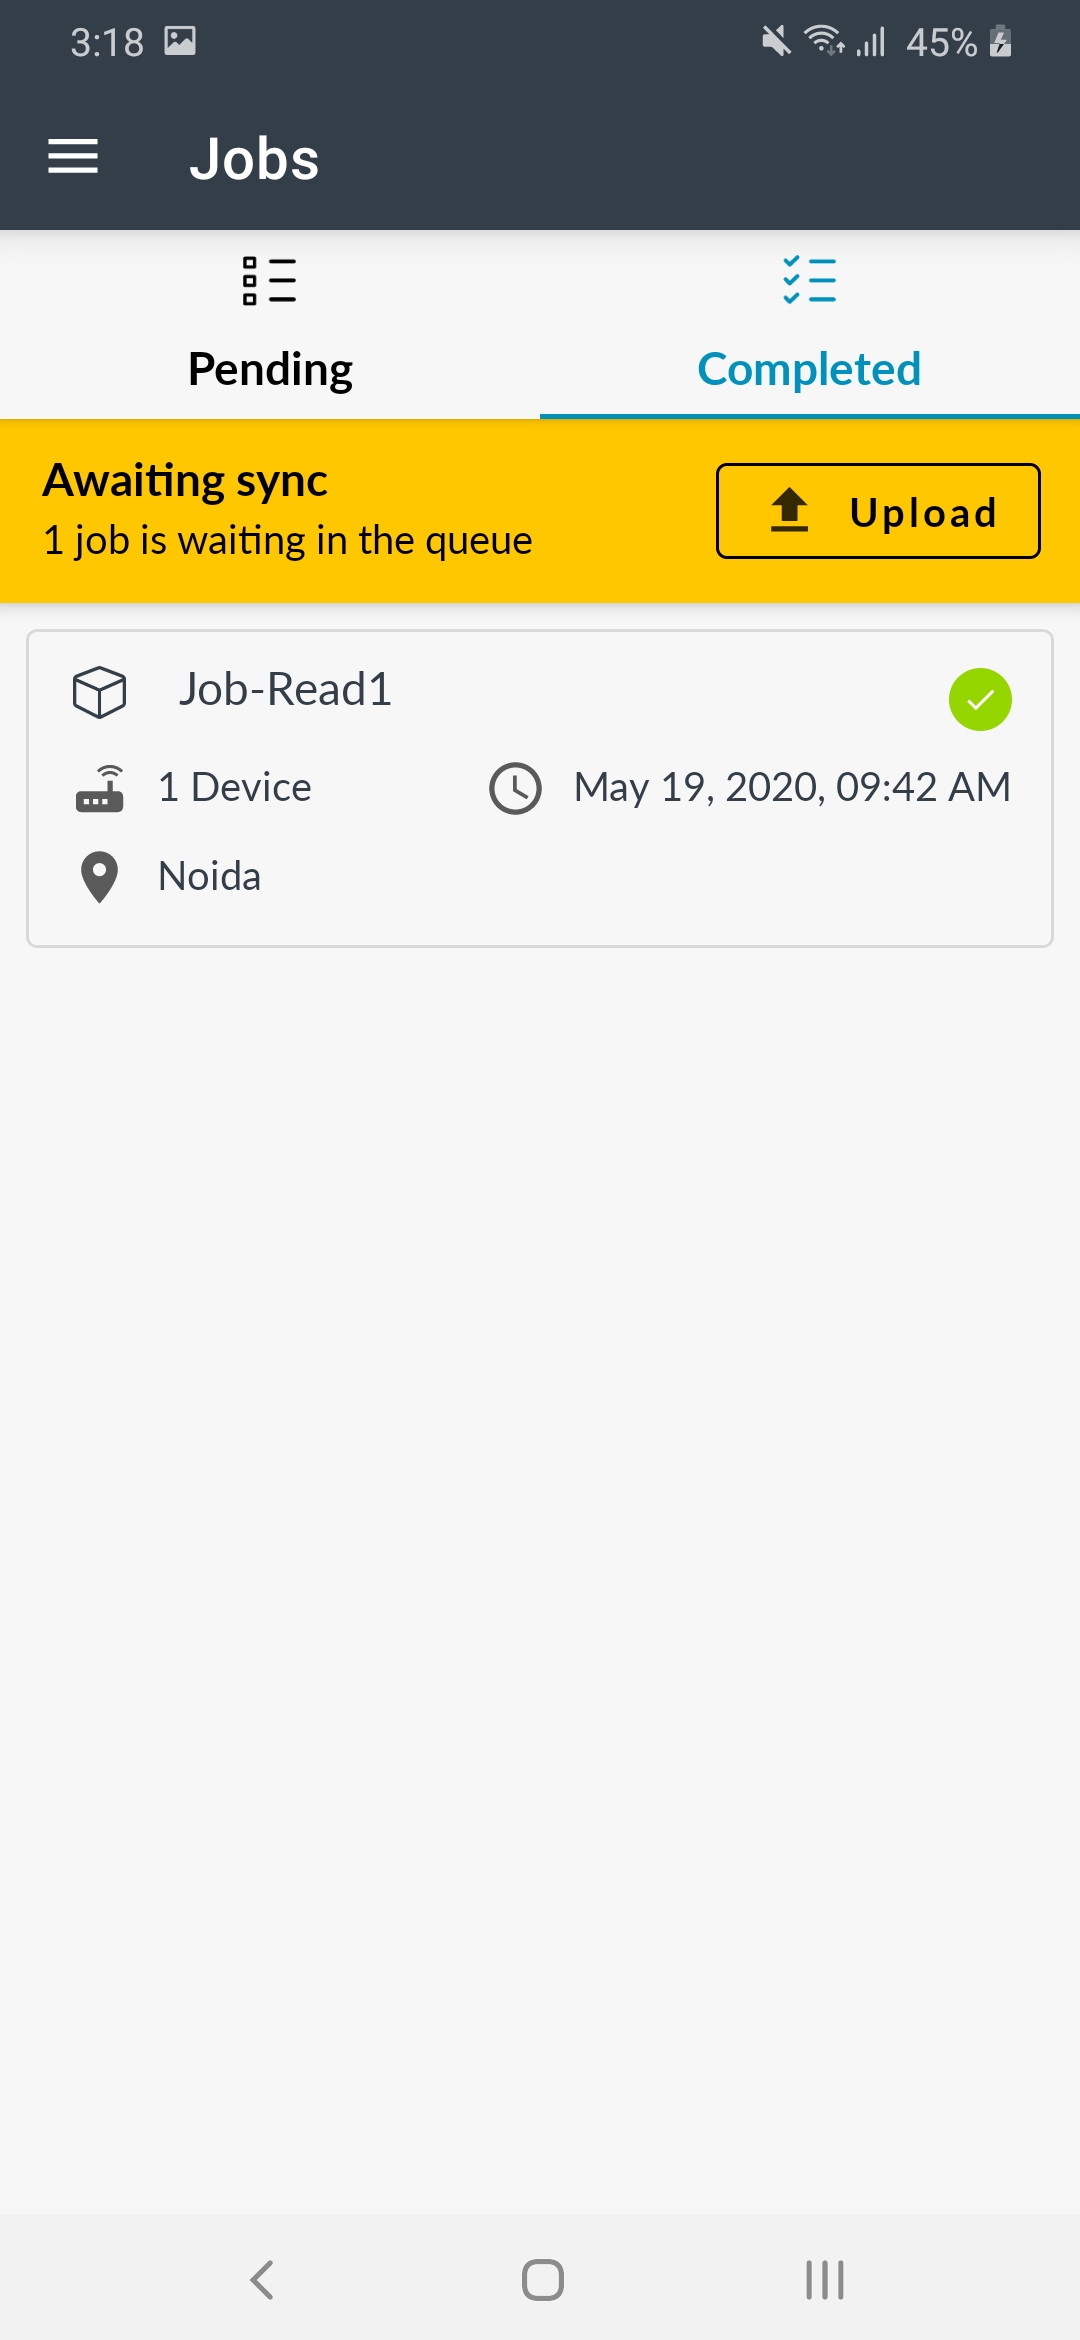 3:18 45%
Jobs
Pending Completed
Awaiting sync
1 job is waiting in the queue
Upload
Job-Read1
1 Device May 19, 2020, 09:42 AM
Noida